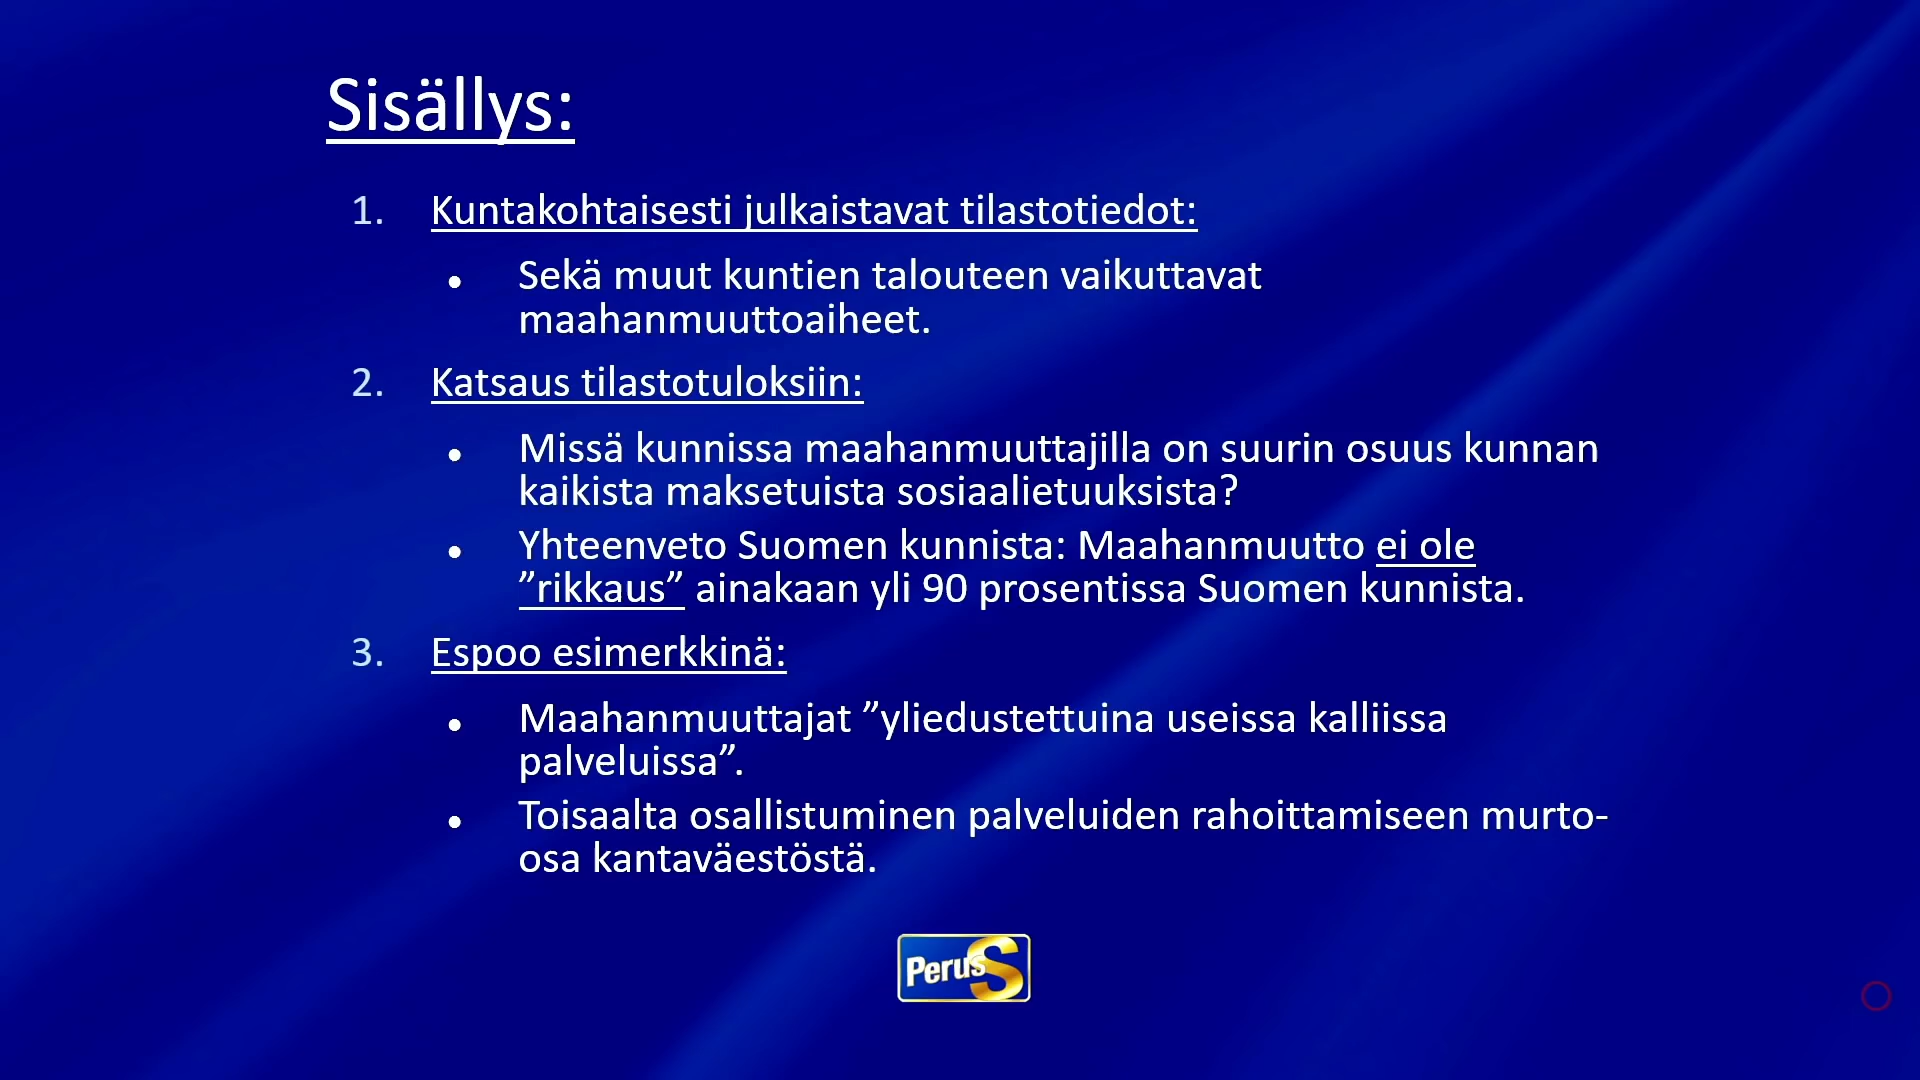 Sisällys:
1. Kuntakohtaisesti julkaistavat tilastotiedot:
● Sekä muut kuntien talouteen vaikuttavat
maahanmuuttoaiheet.
2. Katsaus tilastotuloksiin:
● Missä kunnissa maahanmuuttajilla on suurin osuus kunnan
kaikista maksetuista sosiaalietuuksista?
● Yhteenveto Suomen kunnista: Maahanmuutto ei ole
”rikkaus” ainakaan yli 90 prosentissa Suomen kunnista.
3. Espoo esimerkkinä:
● Maahanmuuttajat ”yliedustettuina useissa kalliissa
palveluissa”.
● Toisaalta osallistuminen palveluiden rahoittamiseen murto-
osa kantaväestöstä.
PerusS